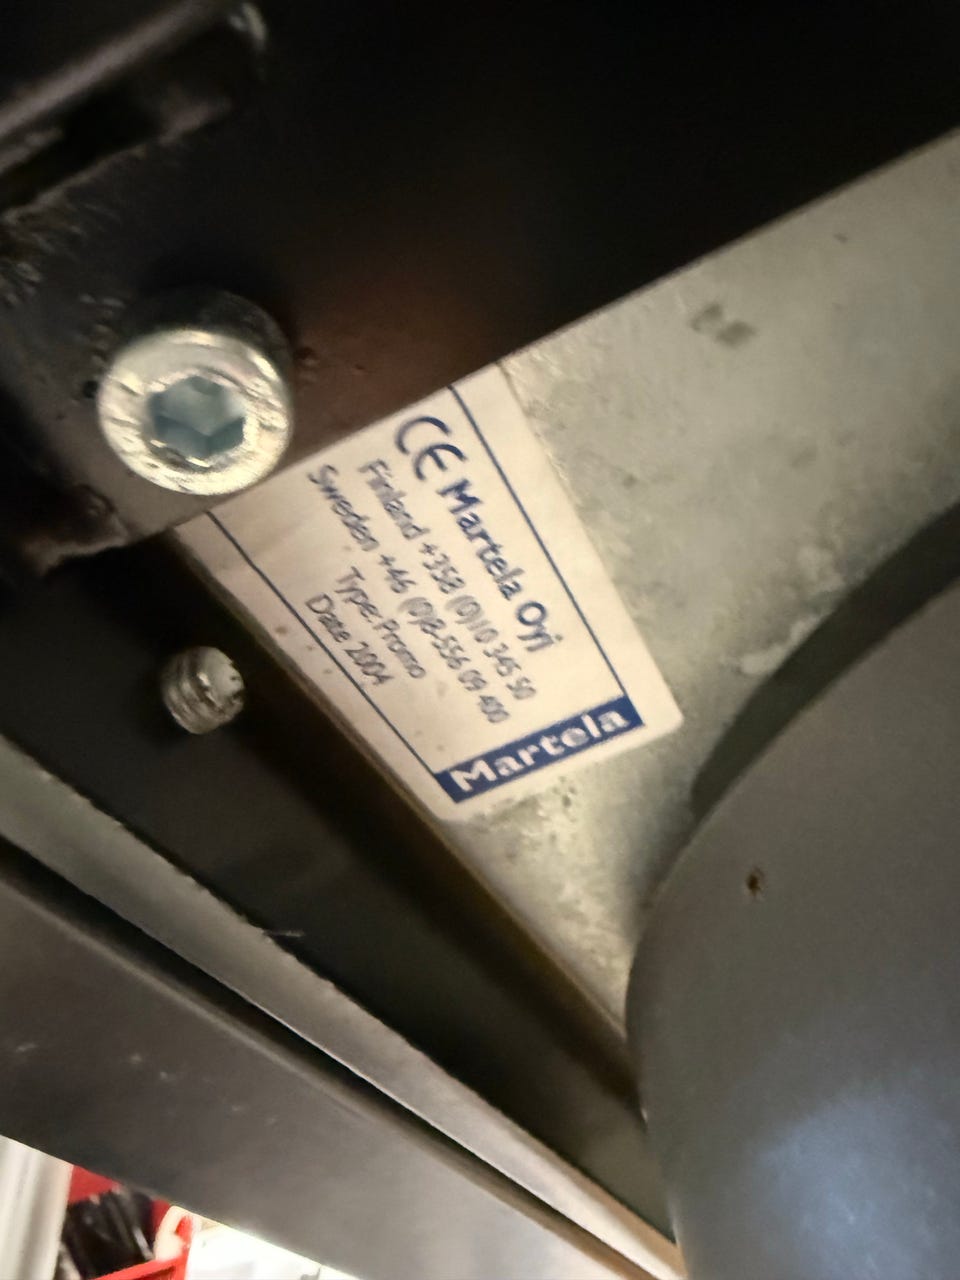 CE Martela Oyj
Finland +358 (0)10 345 50
Sweden +46 (0)8-556 09 400
Type: Promo
Date 2004
Martela